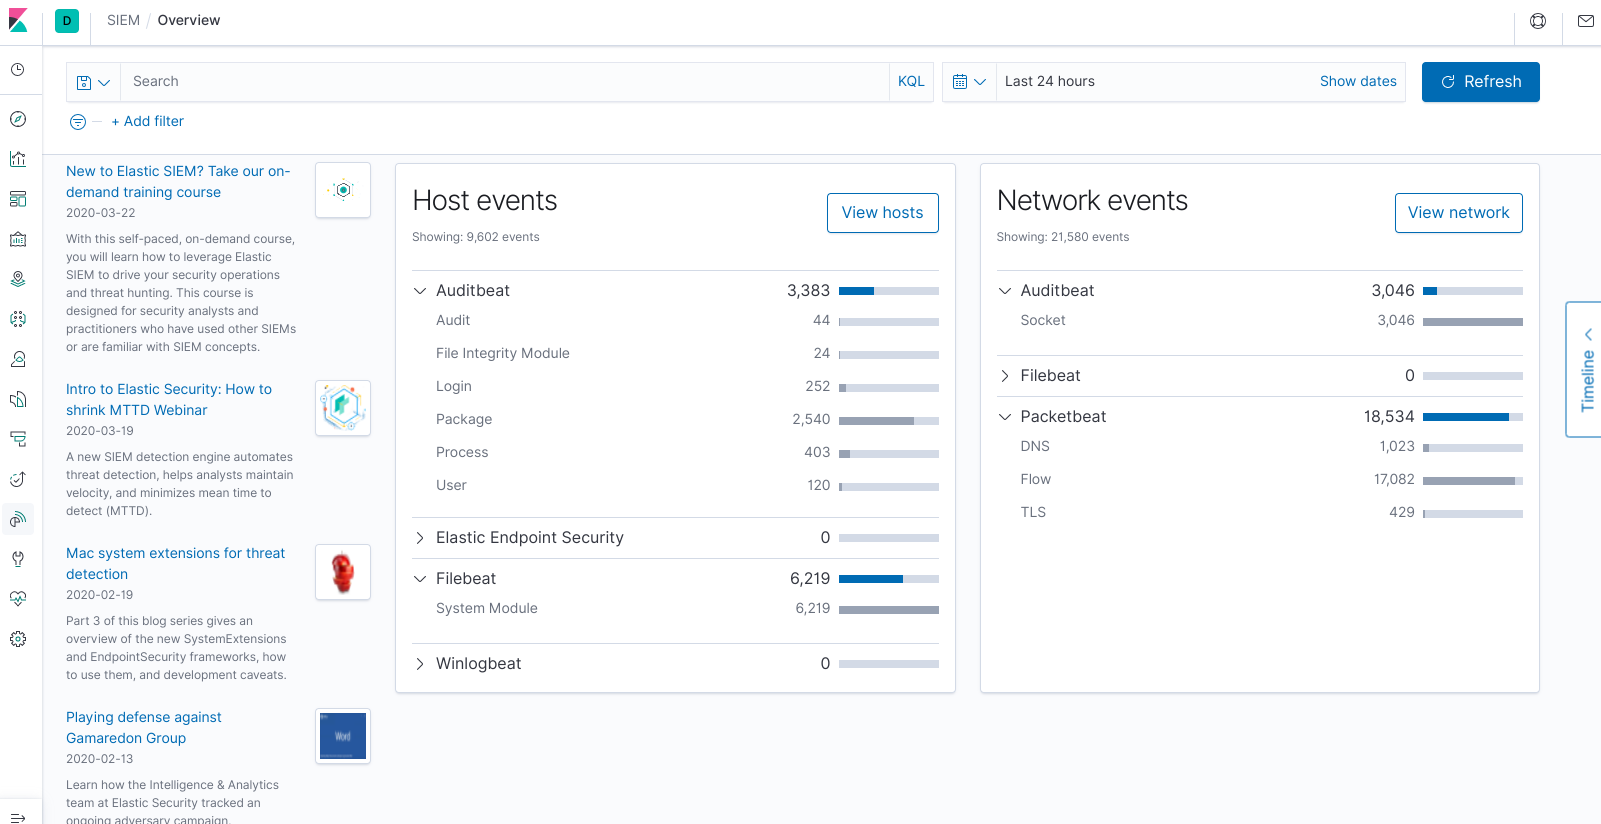 D
SIEM / Overview
Search
KQL
Last 24 hours
Show dates
Refresh
+ Add filter
New to Elastic SIEM? Take our on-
demand training course
2020-03-22
With this self-paced, on-demand course,
you will learn how to leverage Elastic
SIEM to drive your security operations
and threat hunting. This course is
designed for security analysts and
practitioners who have used other SIEMs
or are familiar with SIEM concepts.
Intro to Elastic Security: How to
shrink MTTD Webinar
2020-03-19
A new SIEM detection engine automates
threat detection, helps analysts maintain
velocity, and minimizes mean time to
detect (MTTD).
Mac system extensions for threat
detection
2020-02-19
Part 3 of this blog series gives an
overview of the new SystemExtensions
and EndpointSecurity frameworks, how
to use them, and development caveats.
Playing defense against
Gamaredon Group
2020-02-13
Word
Learn how the Intelligence & Analytics
team at Elastic Security tracked an
ongoing adversary campaign.
Host events
View hosts
Showing: 9,602 events
Auditbeat 3,383
Audit 44
File Integrity Module 24
Login 252
Package 2,540
Process 403
User 120
Elastic Endpoint Security 0
Filebeat 6,219
System Module 6,219
Winlogbeat 0
Network events
View network
Showing: 21,580 events
Auditbeat 3,046
Socket 3,046
Filebeat 0
Packetbeat 18,534
DNS 1,023
Flow 17,082
TLS 429
Timeline